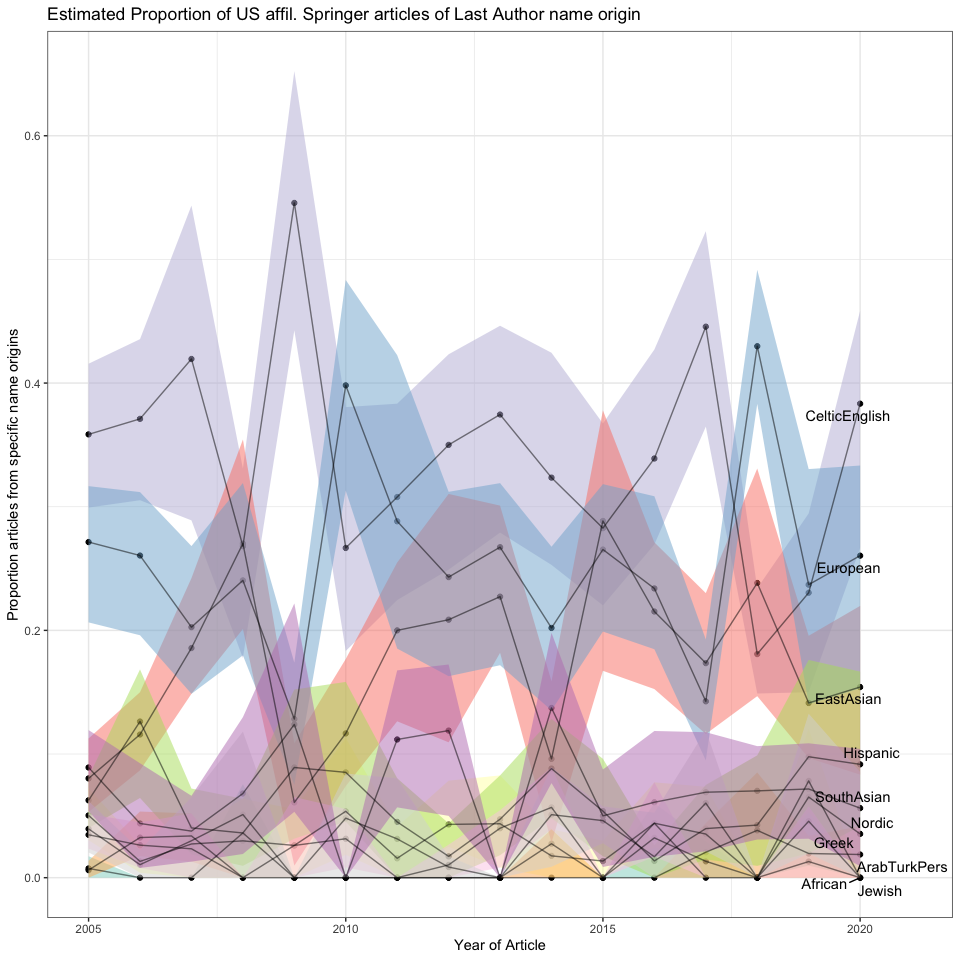 Estimated Proportion of US affil. Springer articles of Last Author name origin
Proportion articles from specific name origins
0.6
0.4
0.2
0.0
CelticEnglish
European
EastAsian
Hispanic
SouthAsian
Nordic
Greek
ArabTurkPers
African
Jewish
2005
2010
2015
2020
Year of Article